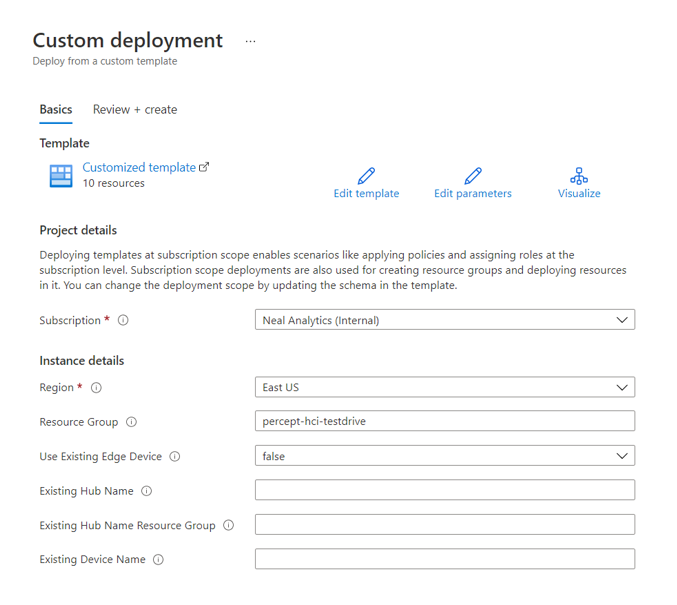 Custom deployment ...
Deploy from a custom template
Basics Review + create
Template
Customized template
10 resources
Edit template Edit parameters Visualize
Project details
Deploying templates at subscription scope enables scenarios like applying policies and assigning roles at the
subscription level. Subscription scope deployments are also used for creating resource groups and deploying resources
in it. You can change the deployment scope by updating the schema in the template.
Subscription * Neal Analytics (Internal)
Instance details
Region * East US
Resource Group percept-hci-testdrive
Use Existing Edge Device false
Existing Hub Name
Existing Hub Name Resource Group
Existing Device Name